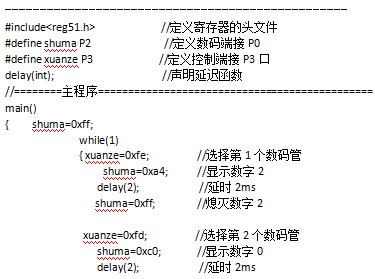 #include<reg51.h> //定义寄存器的头文件
#define shuma P2 //定义数码端接 P0
#define xuanze P3 //定义控制端接 P3 口
delay(int); //声明延迟函数
//========主程序==============================================
main()
{ shuma=0xff;
while(1)
{ xuanze=0xfe; //选择第 1 个数码管
shuma=0xa4; //显示数字 2
delay(2); //延时 2ms
shuma=0xff; //熄灭数字 2
xuanze=0xfd; //选择第 2 个数码管
shuma=0xc0; //显示数字 0
delay(2); //延时 2ms